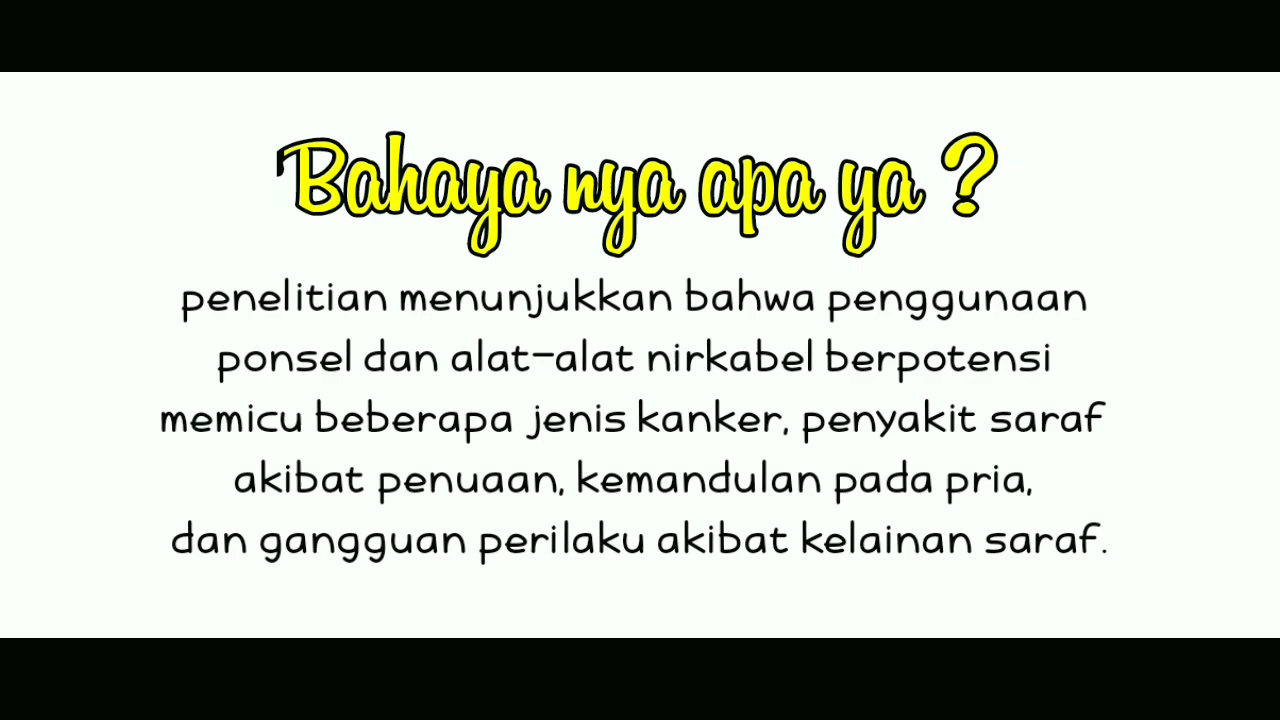 Bahaya nya apa ya ?
penelitian menunjukkan bahwa penggunaan
ponsel dan alat-alat nirkabel berpotensi
memicu beberapa jenis kanker, penyakit saraf
akibat penuaan, kemandulan pada pria,
dan gangguan perilaku akibat kelainan saraf.